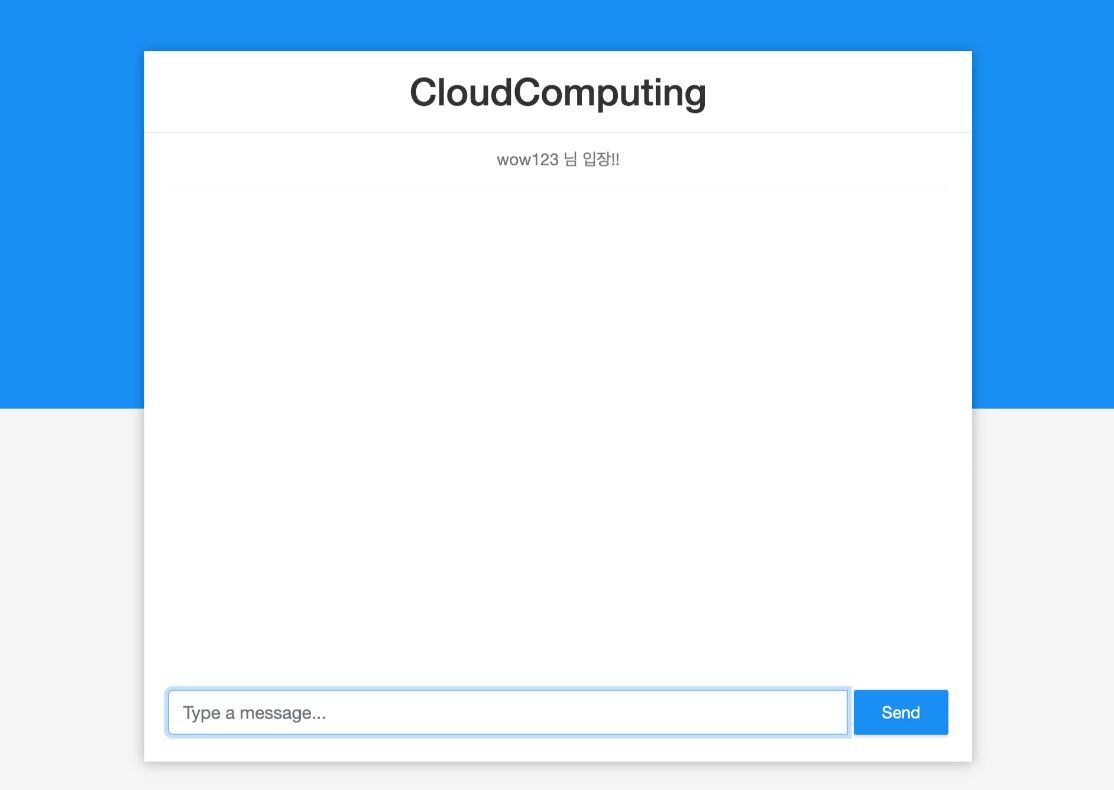 CloudComputing
wow123 님 입장!!
Type a message...
Send